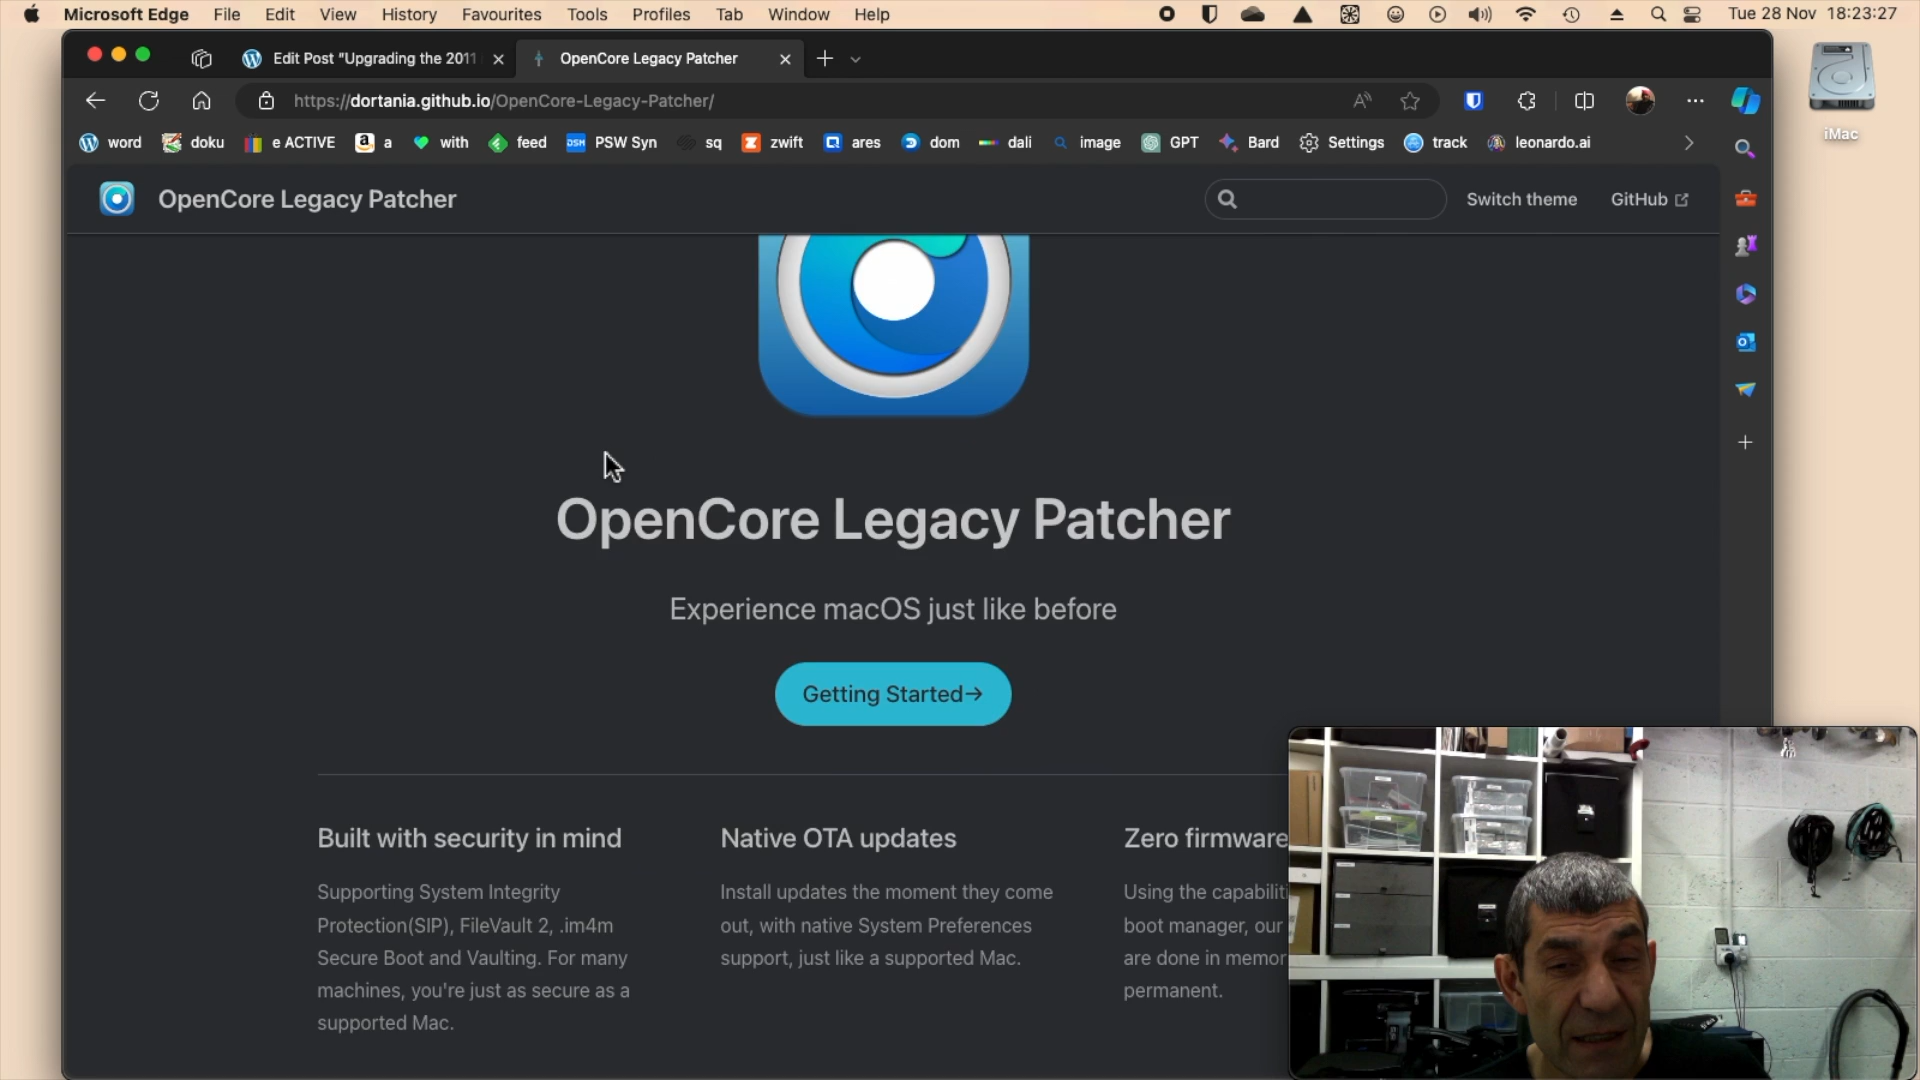 Microsoft Edge File Edit View History Favourites Tools Profiles Tab Window Help Tue 28 Nov 18:23:27
Edit Post "Upgrading the 2011
OpenCore Legacy Patcher
https://dortania.github.io/OpenCore-Legacy-Patcher/
iMac
word doku e ACTIVE a with feed PSW Syn sq zwift ares dom dali image GPT Bard Settings track leonardo.ai
OpenCore Legacy Patcher Switch theme GitHub
OpenCore Legacy Patcher
Experience macOS just like before
Getting Started→
Built with security in mind
Supporting System Integrity
Protection(SIP), FileVault 2, .im4m
Secure Boot and Vaulting. For many
machines, you're just as secure as a
supported Mac.
Native OTA updates
Install updates the moment they come
out, with native System Preferences
support, just like a supported Mac.
Zero firmware
Using the capabiliti
boot manager, our
are done in memor
permanent.